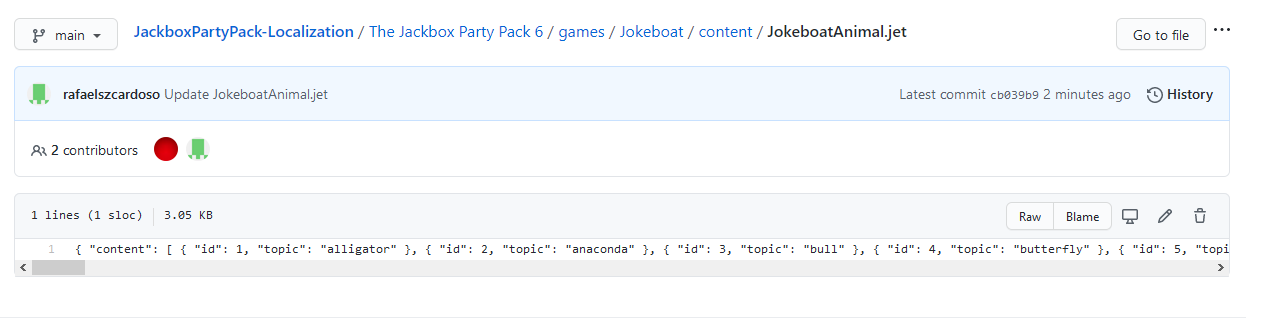 main JackboxPartyPack-Localization / The Jackbox Party Pack 6 / games / Jokeboat / content / JokeboatAnimal.jet Go to file ...
rafaelszcardoso Update JokeboatAnimal.jet Latest commit cb039b9 2 minutes ago History
2 contributors
1 lines (1 sloc) 3.05 KB Raw Blame
1 { "content": [ { "id": 1, "topic": "alligator" }, { "id": 2, "topic": "anaconda" }, { "id": 3, "topic": "bull" }, { "id": 4, "topic": "butterfly" }, { "id": 5, "topi